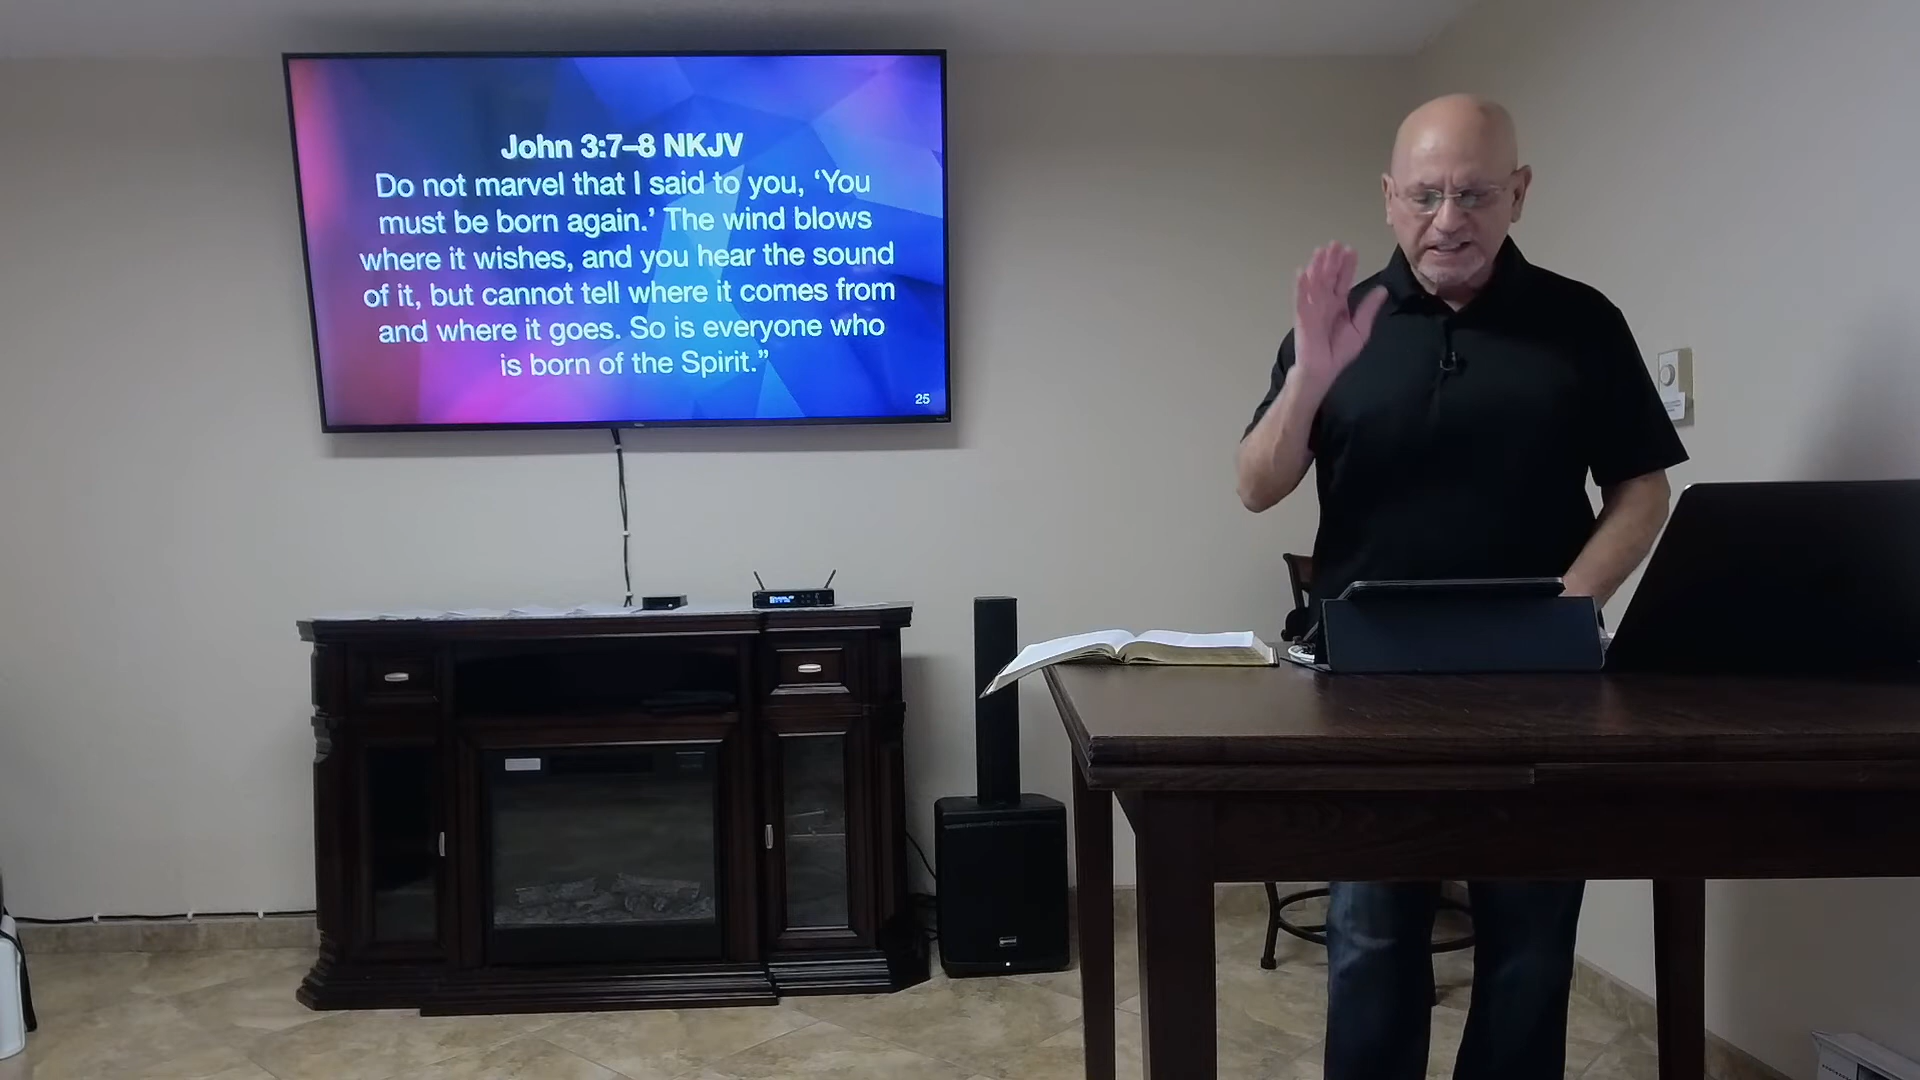 John 3:7–8 NKJV
Do not marvel that I said to you, ‘You
must be born again.’ The wind blows
where it wishes, and you hear the sound
of it, but cannot tell where it comes from
and where it goes. So is everyone who
is born of the Spirit.”
25